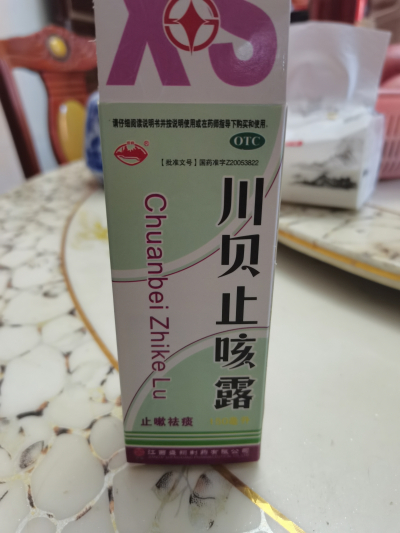 XS
请仔细阅读说明书并按说明使用或在药师指导下购买和使用
OTC
【批准文号】国药准字Z20053822
川贝止咳露
Chuanbei Zhike Lu
止嗽祛痰